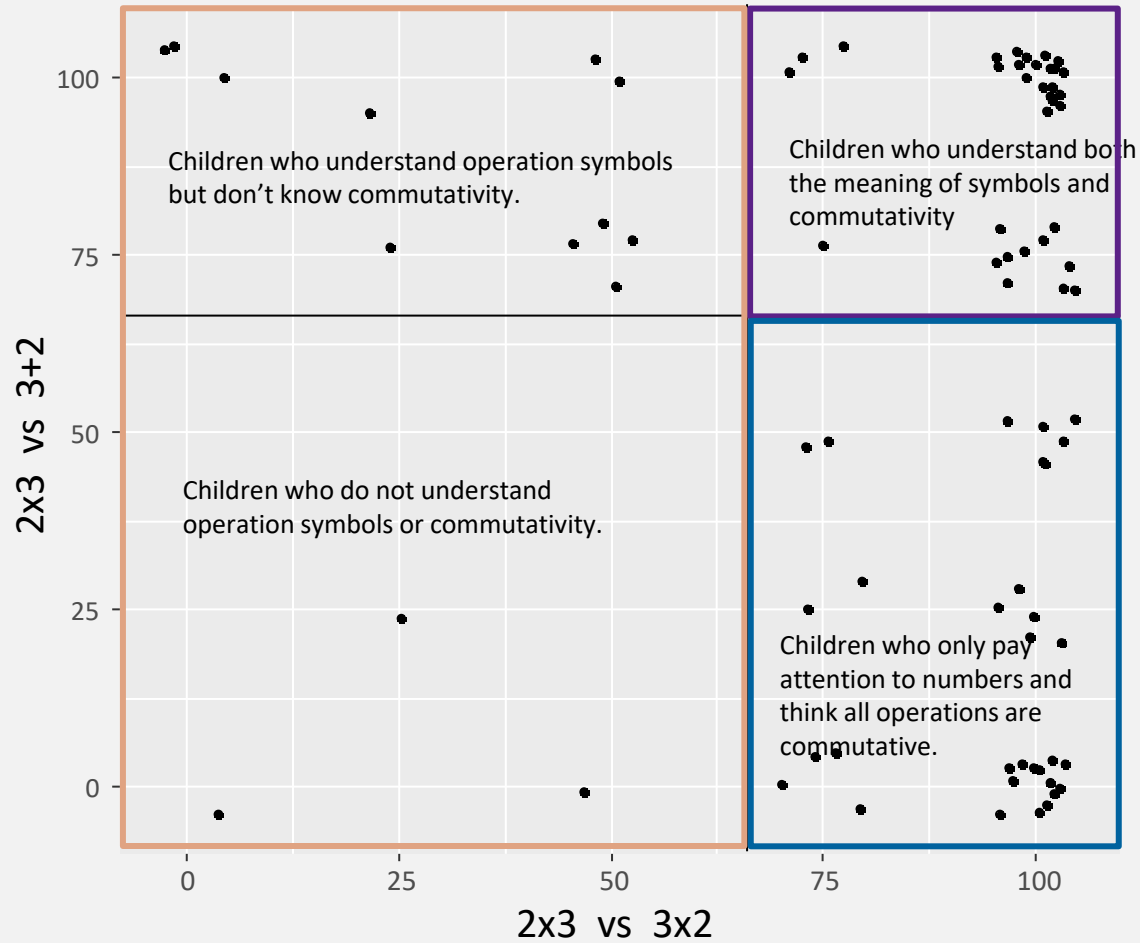 100
75
50
25
0
2x3 vs 3+2
Children who understand operation symbols
but don’t know commutativity.
Children who understand both
the meaning of symbols and
commutativity
Children who do not understand
operation symbols or commutativity.
Children who only pay
attention to numbers and
think all operations are
commutative.
0
25
50
75
100
2x3 vs 3x2